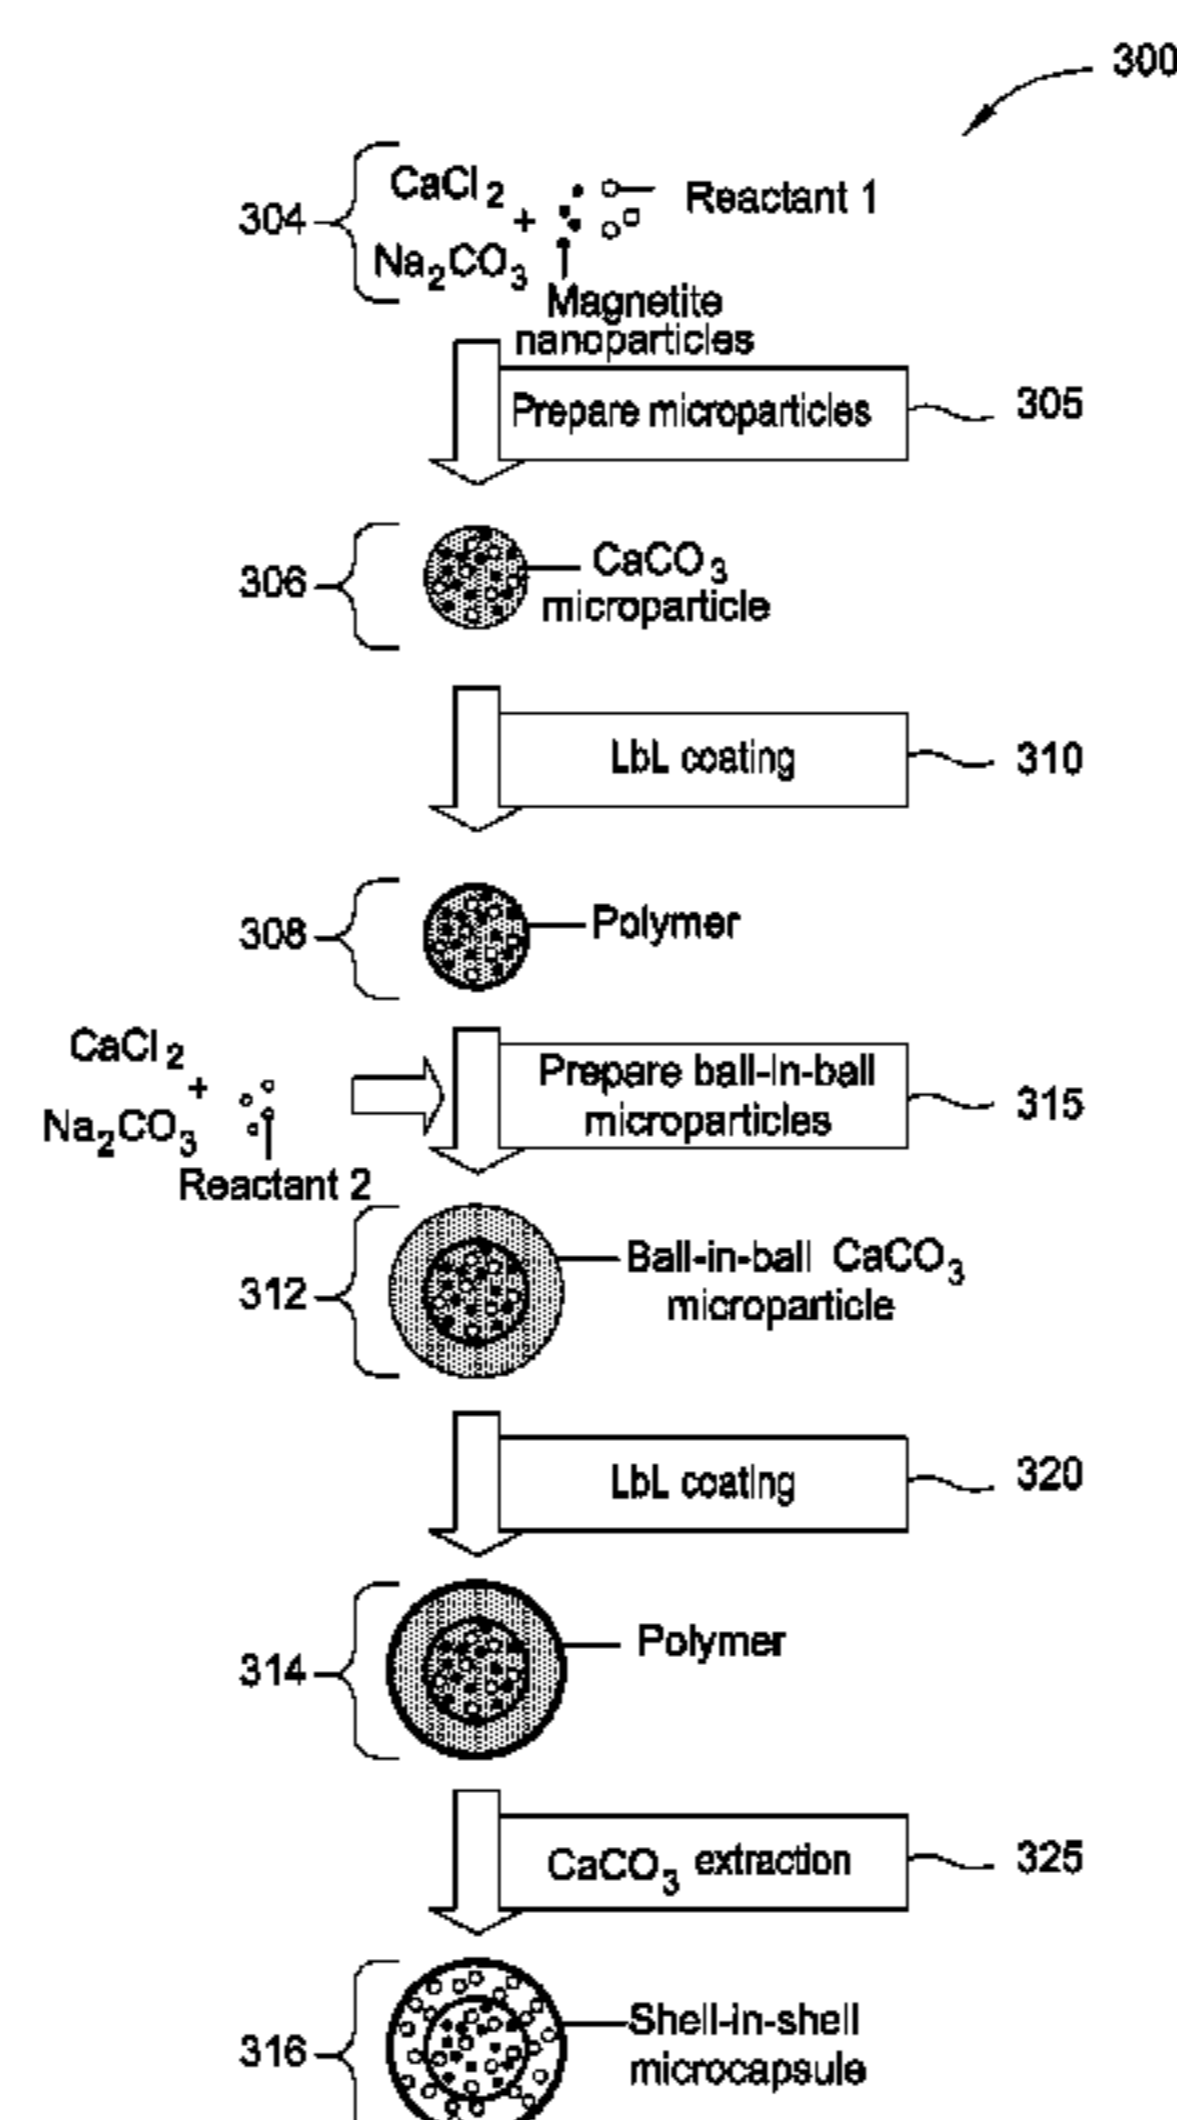 300
304
CaCl2
+
Na2CO3
Reactant 1
Magnetite
nanoparticles
Prepare microparticles
305
306
CaCO3
microparticle
LbL coating
310
308
Polymer
CaCl2
+
Na2CO3
Reactant 2
Prepare ball-in-ball
microparticles
315
312
Ball-in-ball CaCO3
microparticle
LbL coating
320
314
Polymer
CaCO3 extraction
325
316
Shell-in-shell
microcapsule